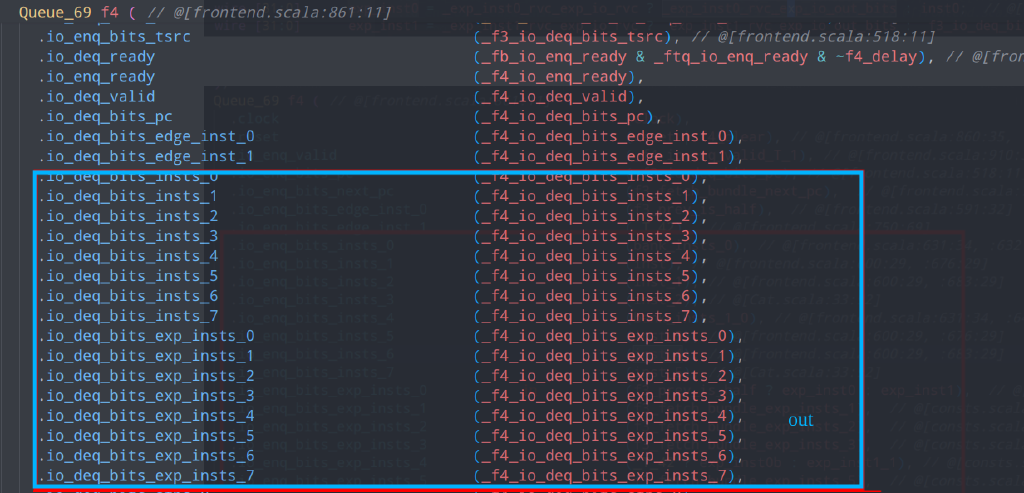 Queue_69 f4 ( // @[frontend.scala:861:11]
.io_enq_bits_tsrc (_f3_io_deq_bits_tsrc), // @[frontend.scala:518:11]
.io_deq_ready (_fb_io_enq_ready & _ftq_io_enq_ready & ~f4_delay), // @[fron
.io_enq_ready (_f4_io_enq_ready),
.io_deq_valid (_f4_io_deq_valid),
.io_deq_bits_pc (_f4_io_deq_bits_pc),
.io_deq_bits_edge_inst_0 (_f4_io_deq_bits_edge_inst_0),
.io_deq_bits_edge_inst_1 (_f4_io_deq_bits_edge_inst_1),
.io_deq_bits_insts_0 (_f4_io_deq_bits_insts_0),
.io_deq_bits_insts_1 (_f4_io_deq_bits_insts_1),
.io_deq_bits_insts_2 (_f4_io_deq_bits_insts_2),
.io_deq_bits_insts_3 (_f4_io_deq_bits_insts_3),
.io_deq_bits_insts_4 (_f4_io_deq_bits_insts_4),
.io_deq_bits_insts_5 (_f4_io_deq_bits_insts_5),
.io_deq_bits_insts_6 (_f4_io_deq_bits_insts_6),
.io_deq_bits_insts_7 (_f4_io_deq_bits_insts_7),
.io_deq_bits_exp_insts_0 (_f4_io_deq_bits_exp_insts_0),
.io_deq_bits_exp_insts_1 (_f4_io_deq_bits_exp_insts_1),
.io_deq_bits_exp_insts_2 (_f4_io_deq_bits_exp_insts_2),
.io_deq_bits_exp_insts_3 (_f4_io_deq_bits_exp_insts_3),
.io_deq_bits_exp_insts_4 (_f4_io_deq_bits_exp_insts_4),
out
.io_deq_bits_exp_insts_5 (_f4_io_deq_bits_exp_insts_5),
.io_deq_bits_exp_insts_6 (_f4_io_deq_bits_exp_insts_6),
.io_deq_bits_exp_insts_7 (_f4_io_deq_bits_exp_insts_7),